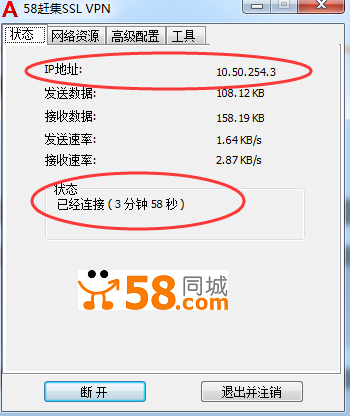 A 58赶集SSL VPN
状态 网络资源 高级配置 工具
IP地址: 10.50.254.3
发送数据: 108.12 KB
接收数据: 158.19 KB
发送速率: 1.64 KB/s
接收速率: 2.87 KB/s
状态
已经连接 ( 3 分钟 58 秒 )
58同城
.com
断 开 退出并注销